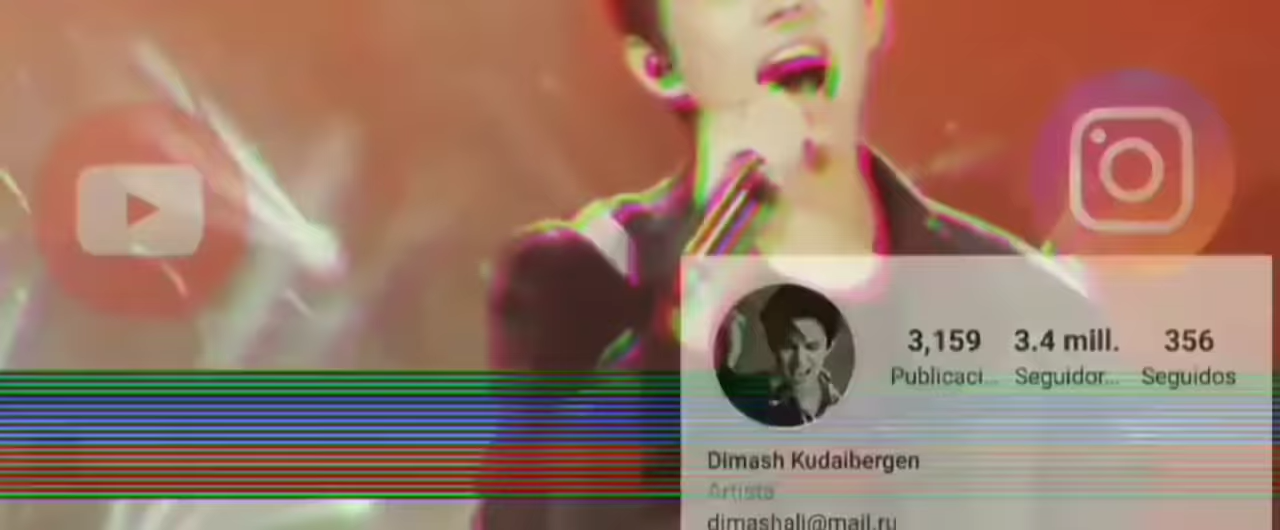 3,159 3.4 mill. 356
Publicaci... Seguidor... Seguidos
Dimash Kudaibergen
Artista
dimashali@mail.ru